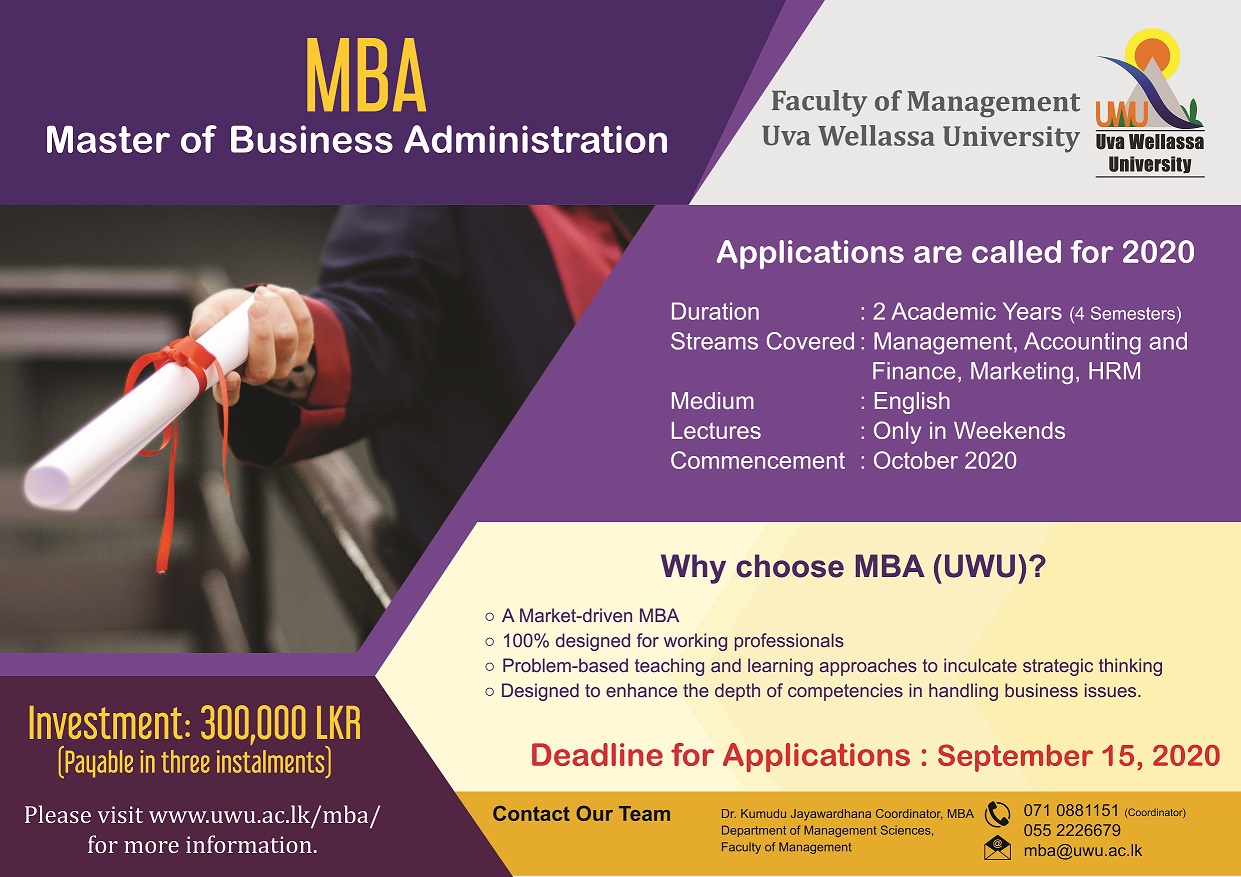 MBA
Master of Business Administration
Faculty of Management
Uva Wellassa University
UWU
Uva Wellassa
University
Applications are called for 2020
Duration : 2 Academic Years (4 Semesters)
Streams Covered : Management, Accounting and
Finance, Marketing, HRM
Medium : English
Lectures : Only in Weekends
Commencement : October 2020
Why choose MBA (UWU)?
○ A Market-driven MBA
○ 100% designed for working professionals
○ Problem-based teaching and learning approaches to inculcate strategic thinking
○ Designed to enhance the depth of competencies in handling business issues.
Deadline for Applications : September 15, 2020
Investment: 300,000 LKR
(Payable in three instalments)
Please visit www.uwu.ac.lk/mba/
for more information.
Contact Our Team
Dr. Kumudu Jayawardhana Coordinator, MBA
Department of Management Sciences,
Faculty of Management
071 0881151 (Coordinator)
055 2226679
@
mba@uwu.ac.lk